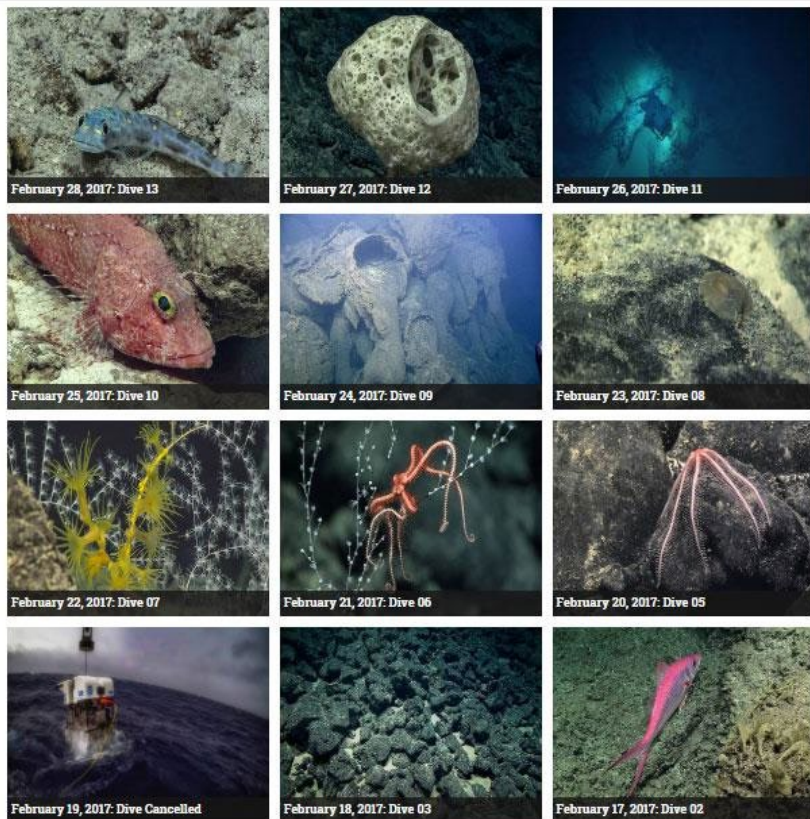 February 28, 2017: Dive 13
February 27, 2017: Dive 12
February 26, 2017: Dive 11
February 25, 2017: Dive 10
February 24, 2017: Dive 09
February 23, 2017: Dive 08
February 22, 2017: Dive 07
February 21, 2017: Dive 06
February 20, 2017: Dive 05
February 19, 2017: Dive Cancelled
February 18, 2017: Dive 03
February 17, 2017: Dive 02